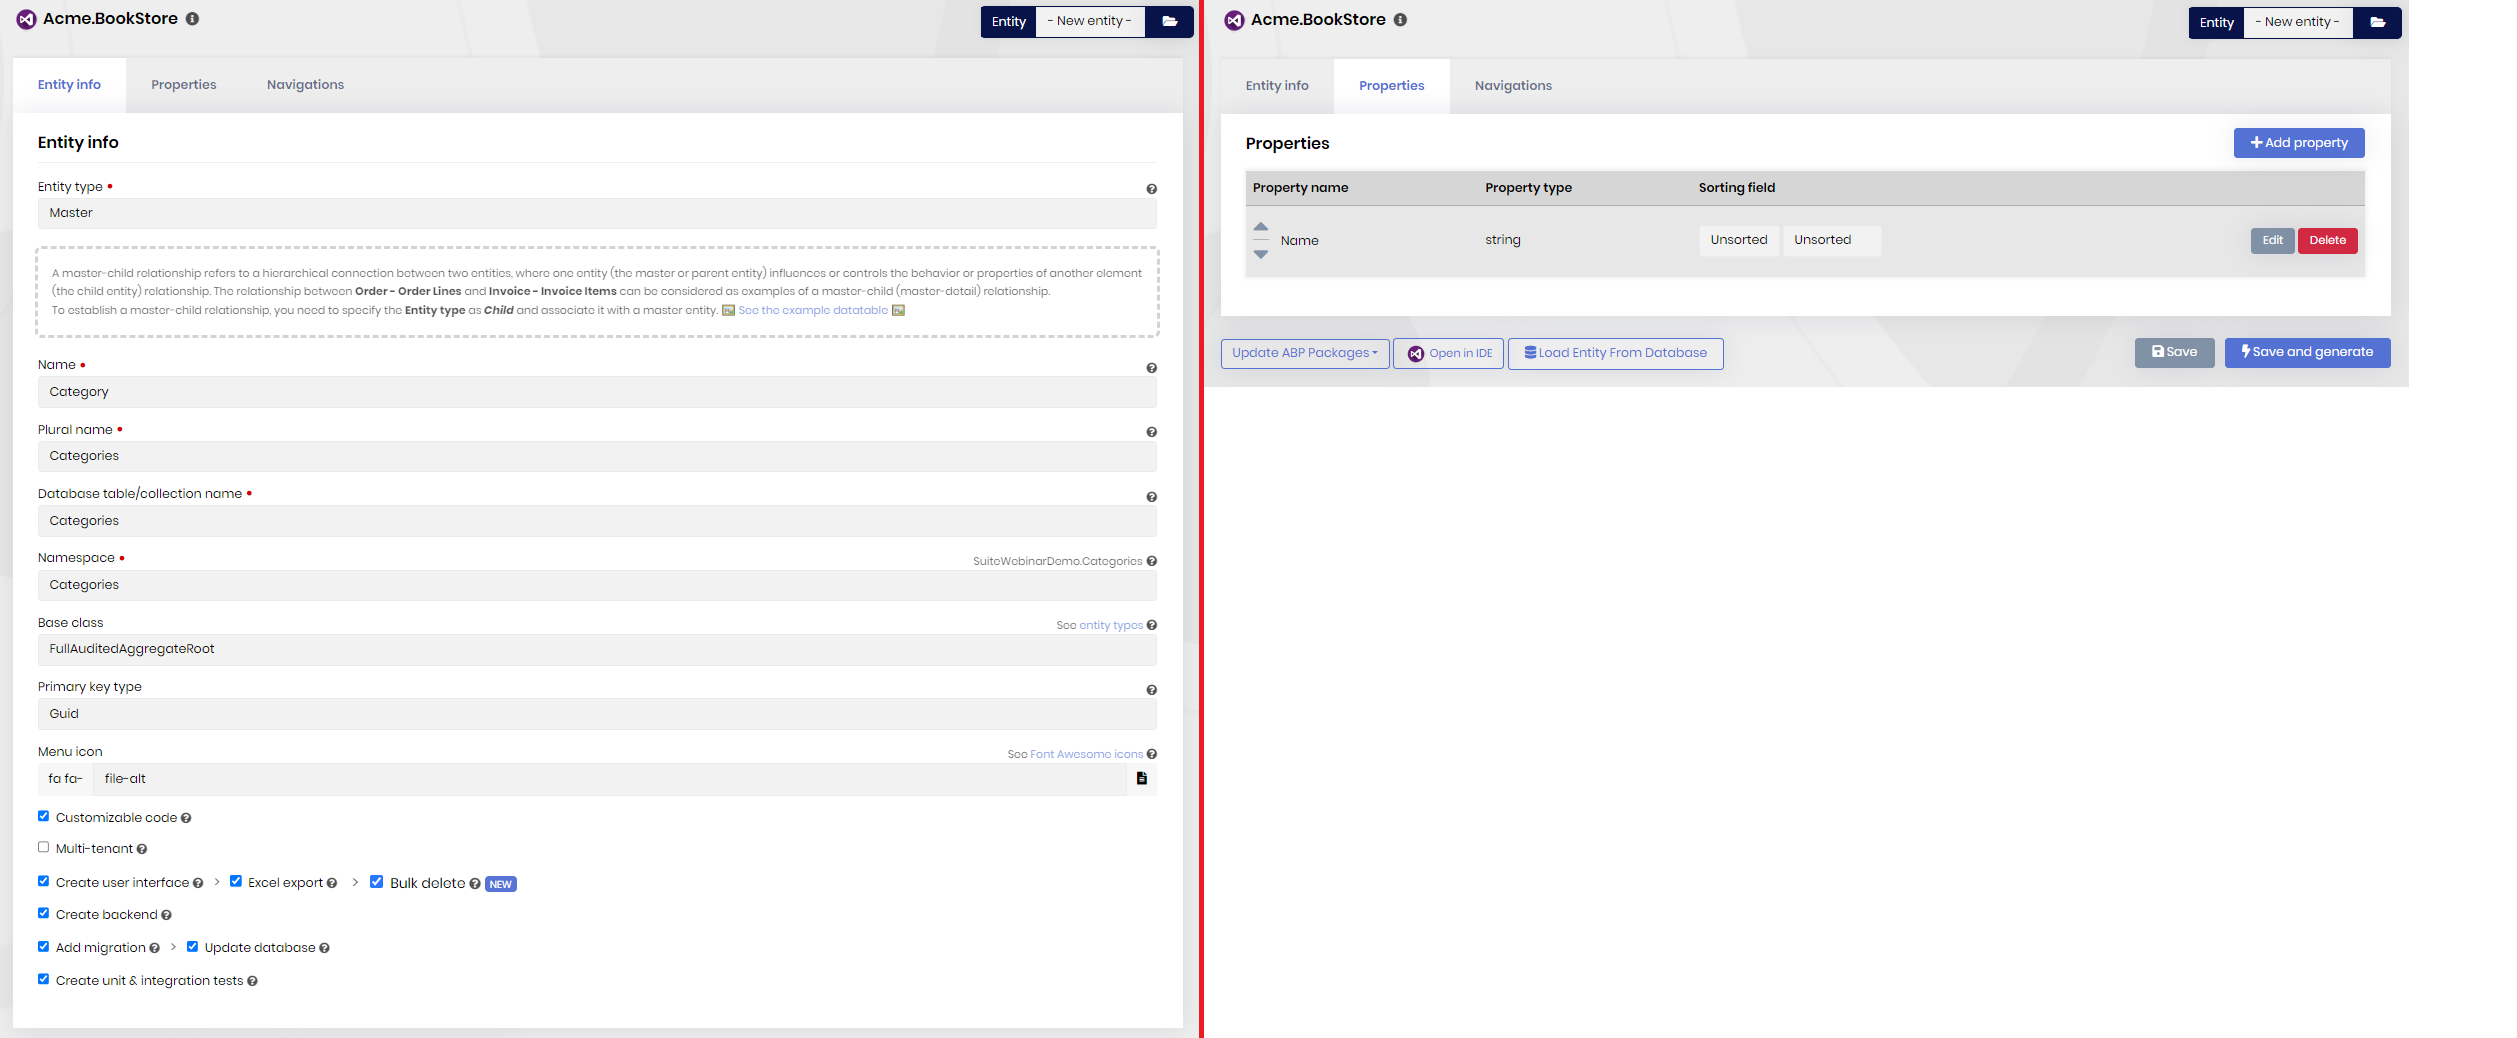 Acme.BookStore
Entity - New entity -
Entity info Properties Navigations
Entity info
Entity type •
Master
A master-child relationship refers to a hierarchical connection between two entities, where one entity (the master or parent entity) influences or controls the behavior or properties of another element
(the child entity) relationship. The relationship between Order - Order Lines and Invoice - Invoice Items can be considered as examples of a master-child (master-detail) relationship.
To establish a master-child relationship, you need to specify the Entity type as Child and associate it with a master entity. See the example datatable
Name •
Category
Plural name •
Categories
Database table/collection name •
Categories
Namespace • SuiteWebinarDemo.Categories
Categories
Base class See entity types
FullAuditedAggregateRoot
Primary key type
Guid
Menu icon See Font Awesome icons
fa fa- file-alt
Customizable code
Multi-tenant
Create user interface > Excel export > Bulk delete NEW
Create backend
Add migration > Update database
Create unit & integration tests
Acme.BookStore
Entity - New entity -
Entity info Properties Navigations
Properties + Add property
Property name Property type Sorting field
Name string Unsorted Unsorted Edit Delete
Update ABP Packages Open in IDE Load Entity From Database Save Save and generate